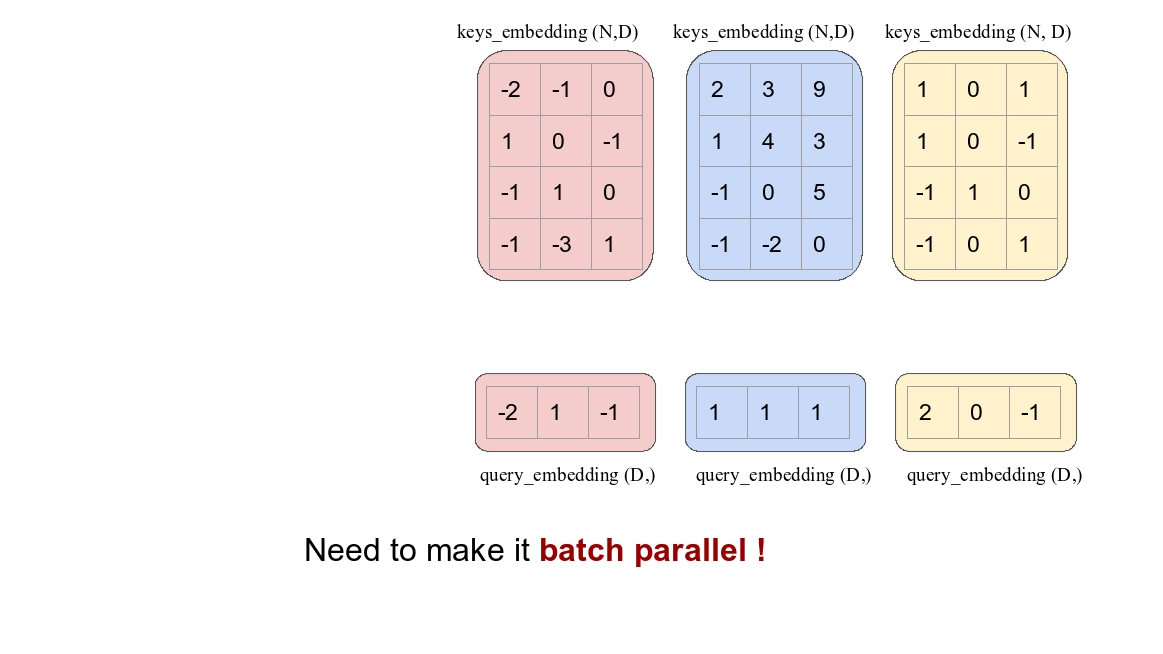 keys_embedding (N,D) keys_embedding (N,D) keys_embedding (N, D)
-2 -1 0 2 3 9 1 0 1
1 0 -1 1 4 3 1 0 -1
-1 1 0 -1 0 5 -1 1 0
-1 -3 1 -1 -2 0 -1 0 1
-2 1 -1 1 1 1 2 0 -1
query_embedding (D,) query_embedding (D,) query_embedding (D,)
Need to make it batch parallel !